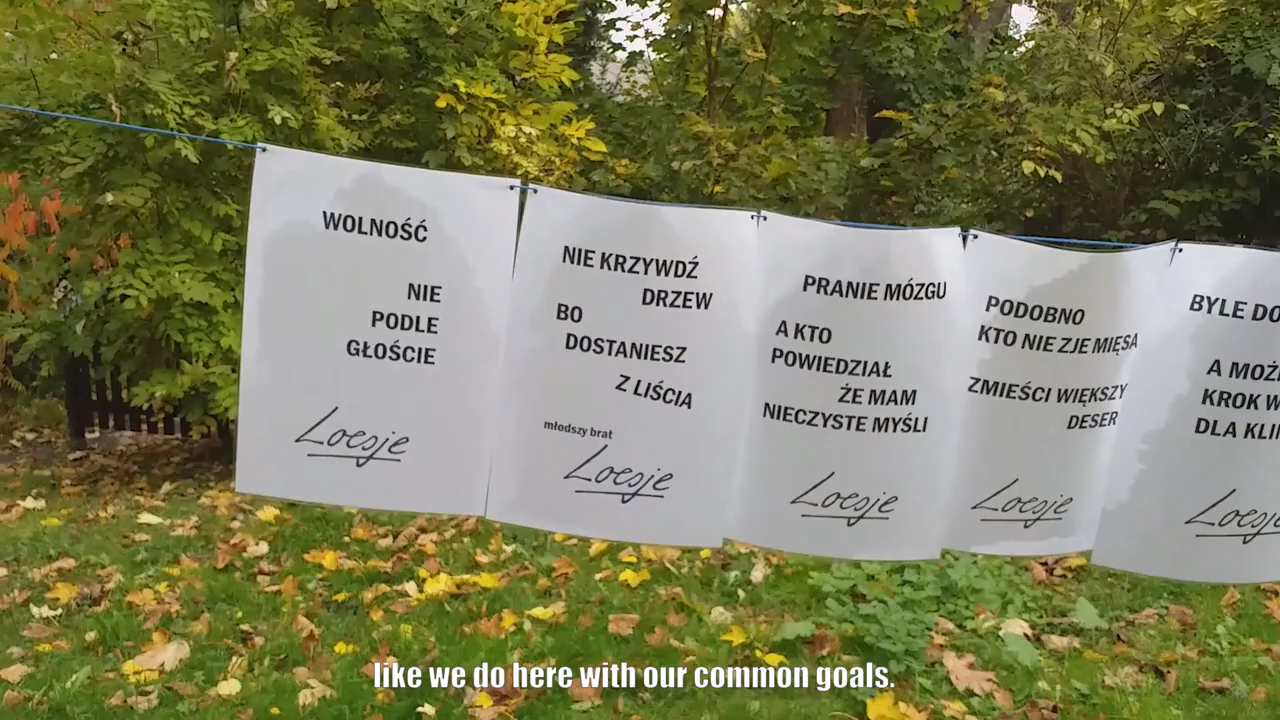 WOLNOŚĆ
NIE
PODLE
GŁOŚCIE
Loesje
NIE KRZYWDŹ
DRZEW
BO
DOSTANIESZ
Z LIŚCIA
młodszy brat
Loesje
PRANIE MÓZGU
A KTO
POWIEDZIAŁ
ŻE MAM
NIECZYSTE MYŚLI
Loesje
PODOBNO
KTO NIE ZJE MIĘSA
ZMIEŚCI WIĘKSZY
DESER
Loesje
BYLE DO
A MOŻ
KROK W
DLA KLI
Loesje
like we do here with our common goals.